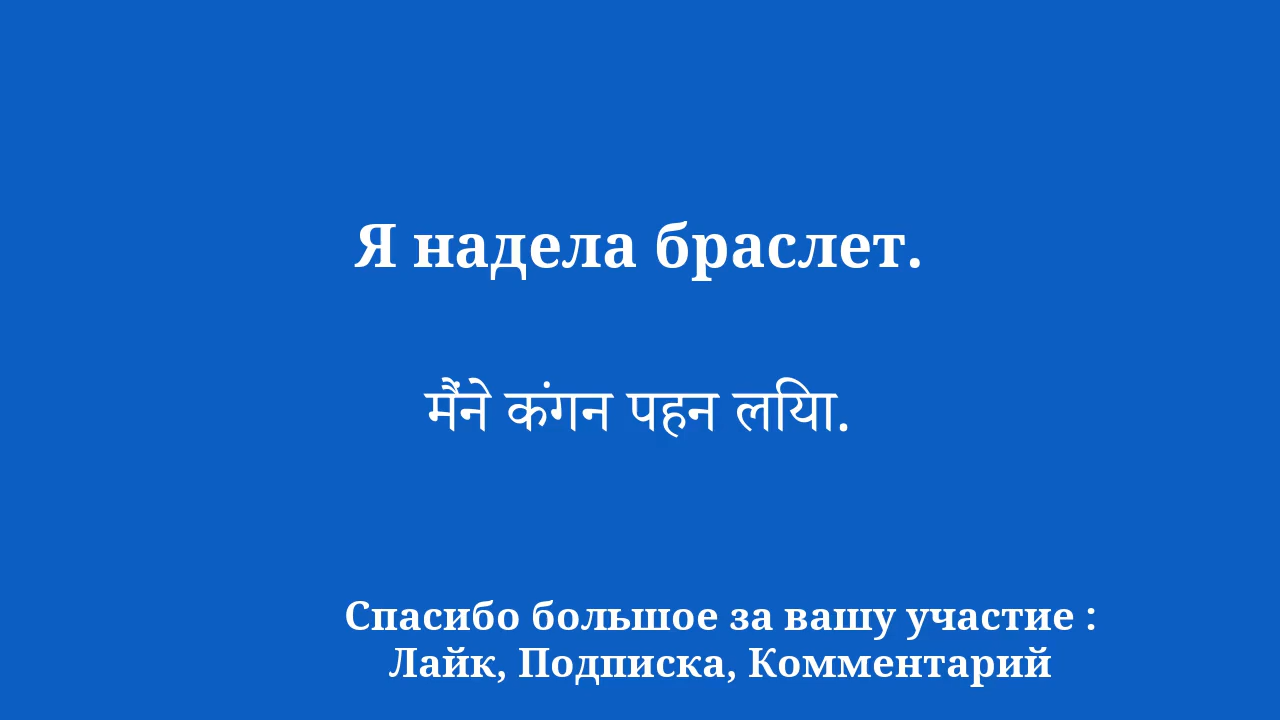 Я надела браслет.
मैंने कंगन पहन लिया.
Спасибо большое за вашу участие :
Лайк, Подписка, Комментарий